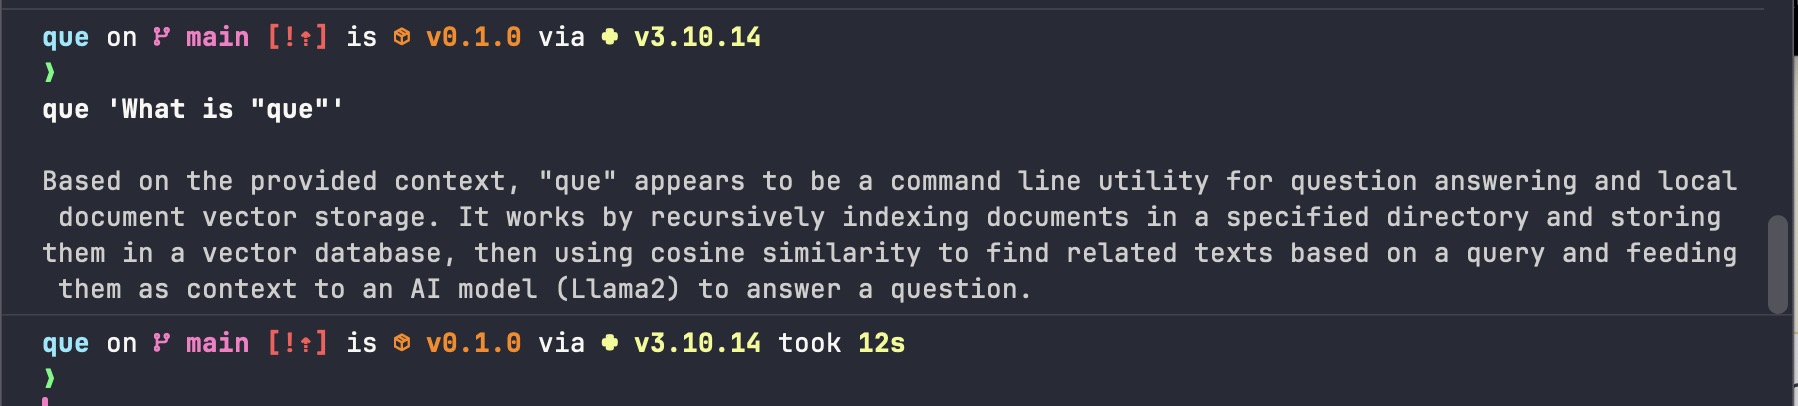 que on main [!⇡] is v0.1.0 via v3.10.14
❯
que 'What is "que"'
Based on the provided context, "que" appears to be a command line utility for question answering and local
document vector storage. It works by recursively indexing documents in a specified directory and storing
them in a vector database, then using cosine similarity to find related texts based on a query and feeding
them as context to an AI model (Llama2) to answer a question.
que on main [!⇡] is v0.1.0 via v3.10.14 took 12s
❯